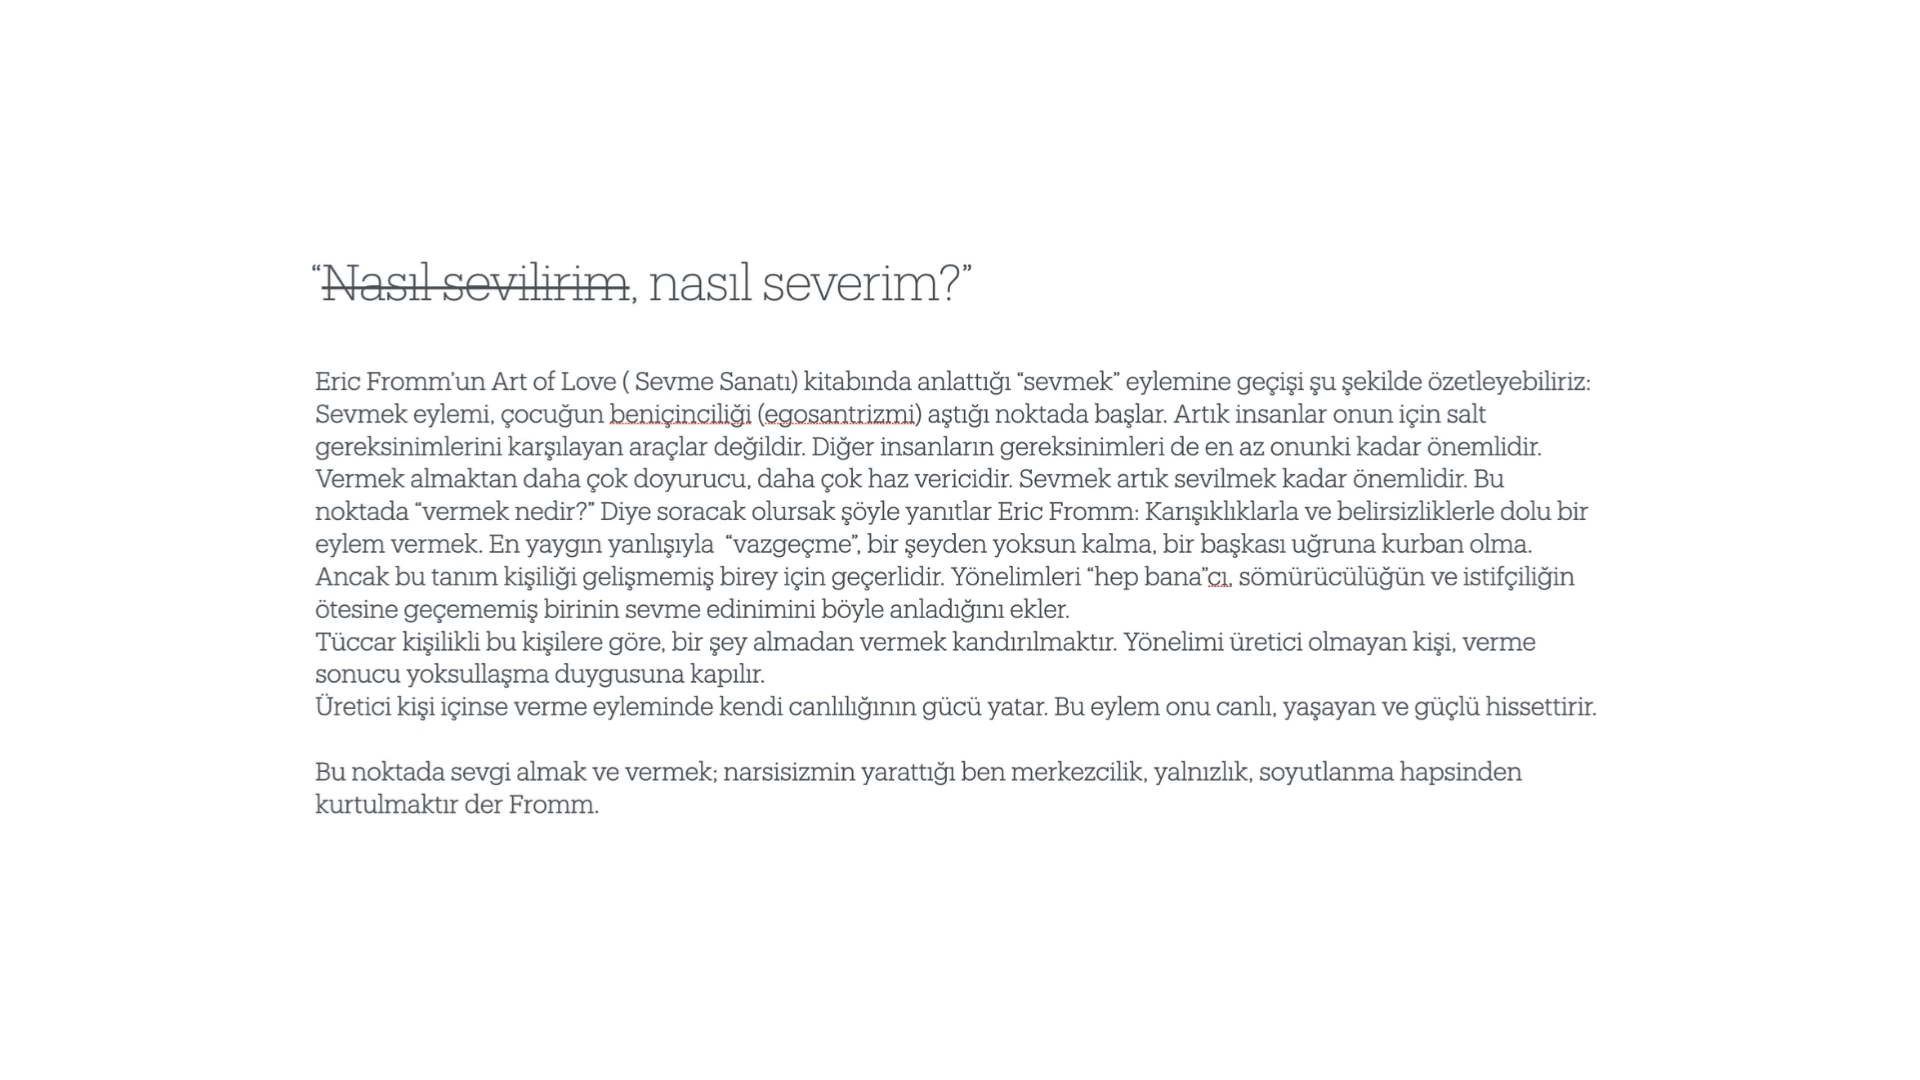 “Nasıl sevilirim, nasıl severim?”
Eric Fromm’un Art of Love ( Sevme Sanatı) kitabında anlattığı “sevmek” eylemine geçişi şu şekilde özetleyebiliriz:
Sevmek eylemi, çocuğun beniçinciliği (egosantrizmi) aştığı noktada başlar. Artık insanlar onun için salt
gereksinimlerini karşılayan araçlar değildir. Diğer insanların gereksinimleri de en az onunki kadar önemlidir.
Vermek almaktan daha çok doyurucu, daha çok haz vericidir. Sevmek artık sevilmek kadar önemlidir. Bu
noktada “vermek nedir?” Diye soracak olursak şöyle yanıtlar Eric Fromm: Karışıklıklarla ve belirsizliklerle dolu bir
eylem vermek. En yaygın yanlışıyla  “vazgeçme”, bir şeyden yoksun kalma, bir başkası uğruna kurban olma.
Ancak bu tanım kişiliği gelişmemiş birey için geçerlidir. Yönelimleri “hep bana”cı, sömürücülüğün ve istifçiliğin
ötesine geçememiş birinin sevme edinimini böyle anladığını ekler.
Tüccar kişilikli bu kişilere göre, bir şey almadan vermek kandırılmaktır. Yönelimi üretici olmayan kişi, verme
sonucu yoksullaşma duygusuna kapılır.
Üretici kişi içinse verme eyleminde kendi canlılığının gücü yatar. Bu eylem onu canlı, yaşayan ve güçlü hissettirir.
Bu noktada sevgi almak ve vermek; narsisizmin yarattığı ben merkezcilik, yalnızlık, soyutlanma hapsinden
kurtulmaktır der Fromm.